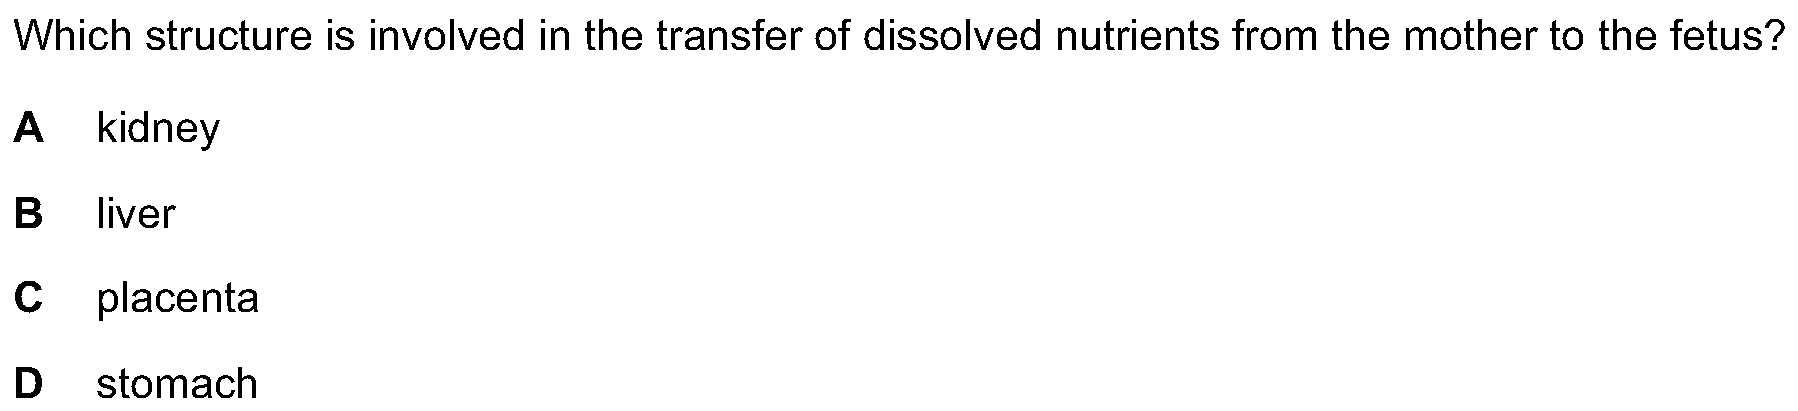 Which structure is involved in the transfer of dissolved nutrients from the mother to the fetus?
A kidney
B liver
C placenta
D stomach